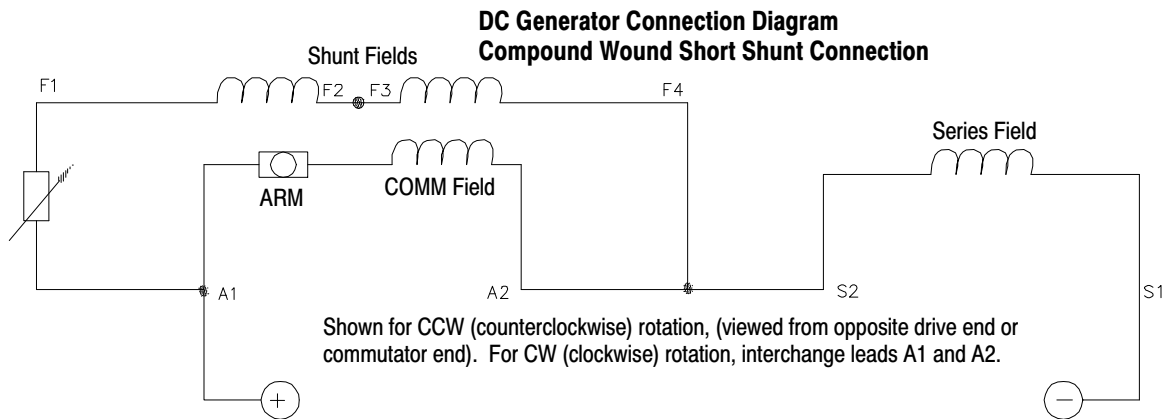 DC Generator Connection Diagram
Compound Wound Short Shunt Connection
Shunt Fields
F1
F2
F3
F4
Series Field
ARM
COMM Field
A1
A2
S2
S1
Shown for CCW (counterclockwise) rotation, (viewed from opposite drive end or
commutator end). For CW (clockwise) rotation, interchange leads A1 and A2.
+
−